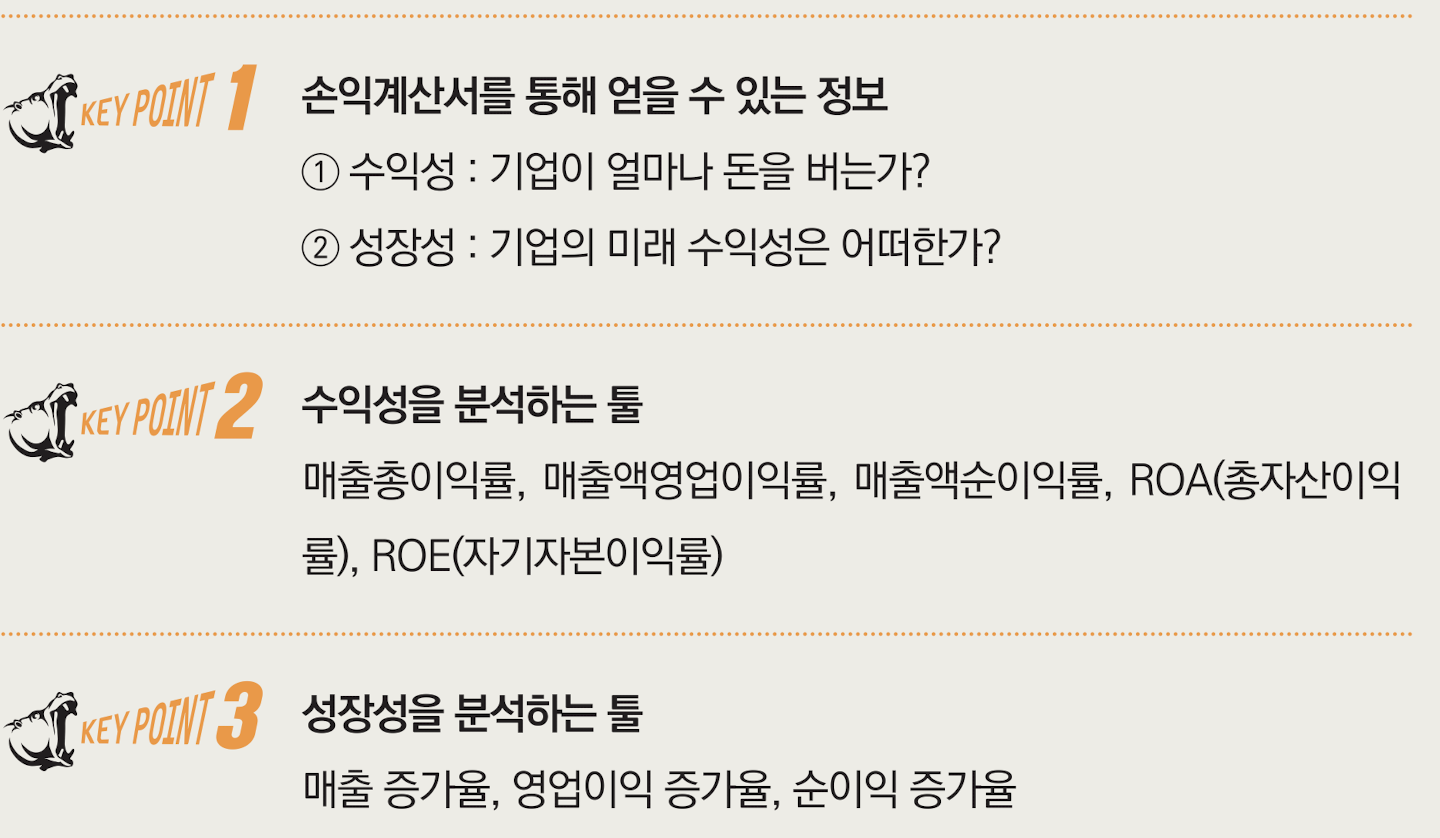 KEY POINT 1
손익계산서를 통해 얻을 수 있는 정보
① 수익성 : 기업이 얼마나 돈을 버는가?
② 성장성 : 기업의 미래 수익성은 어떠한가?
KEY POINT 2
수익성을 분석하는 툴
매출총이익률, 매출액영업이익률, 매출액순이익률, ROA(총자산이익
률), ROE(자기자본이익률)
KEY POINT 3
성장성을 분석하는 툴
매출 증가율, 영업이익 증가율, 순이익 증가율